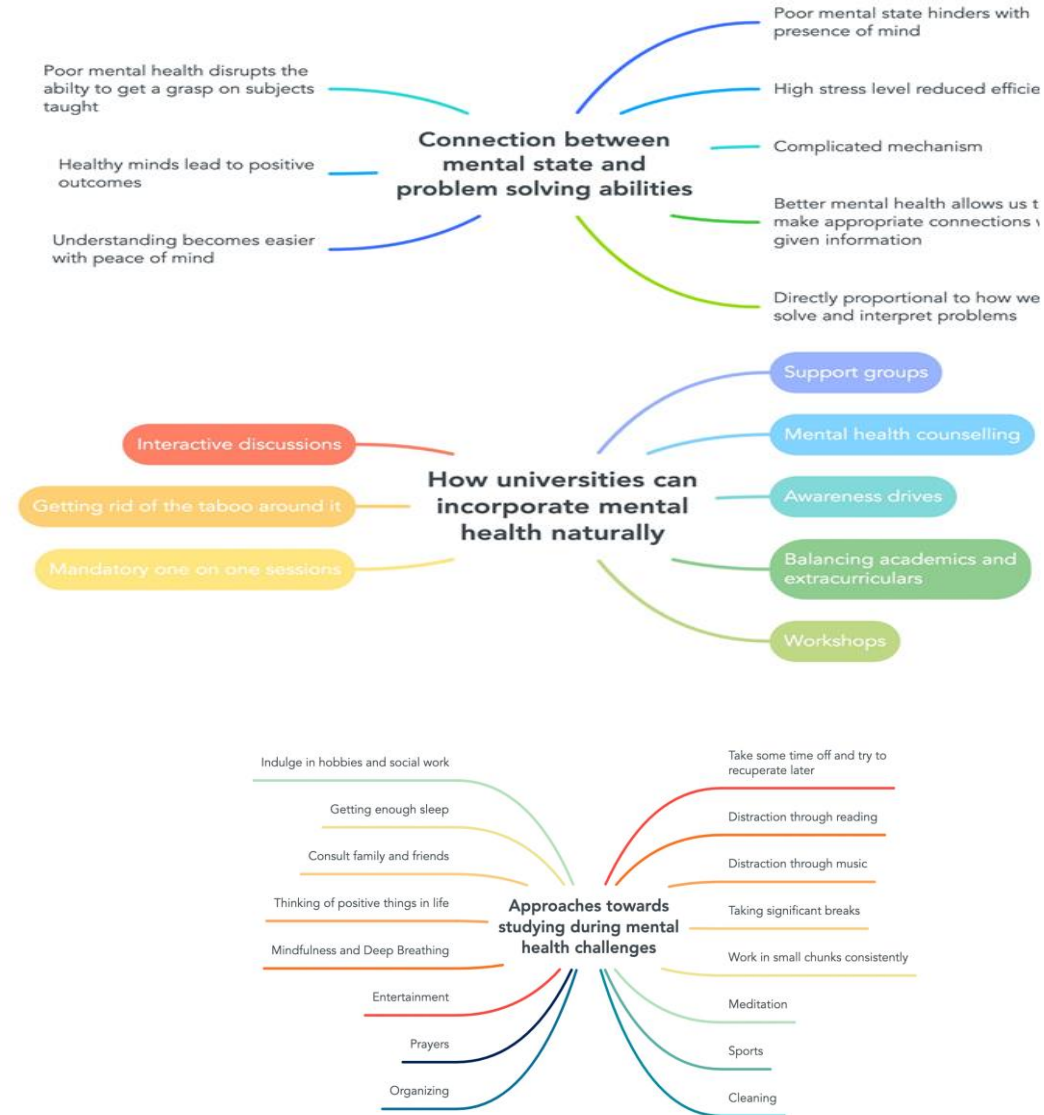 Poor mental state hinders with
presence of mind
Poor mental health disrupts the
abilty to get a grasp on subjects
taught
High stress level reduced
Connection between
mental state and
problem solving abilities
Complicated mechanism
Healthy minds lead to positive
outcomes
Better mental health allows us
make appropriate connections
given information
Understanding becomes easier
with peace of mind
Directly proportional to how we
solve and interpret problems
Support groups
Interactive discussions
Mental health counselling
How universities can
incorporate mental
health naturally
Getting rid of the taboo around it
Awareness drives
Mandatory one on one sessions
Balancing academics and
extracurriculars
Workshops
Indulge in hobbies and social work
Take some time off and try to
recuperate later
Getting enough sleep
Distraction through reading
Consult family and friends
Distraction through music
Approaches towards
studying during mental
health challenges
Thinking of positive things in life
Taking significant breaks
Mindfulness and Deep Breathing
Work in small chunks consistently
Entertainment
Meditation
Prayers
Sports
Organizing
Cleaning